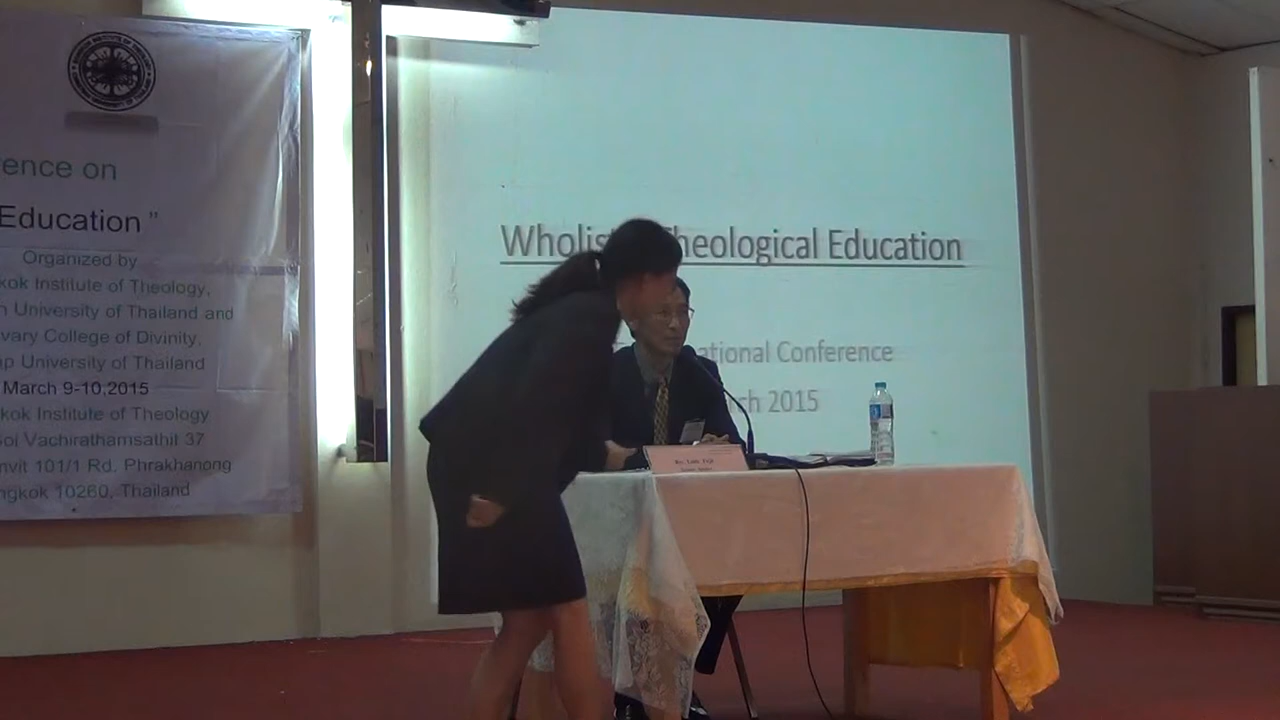 ence on
Education "
Organized by
kok Institute of Theology,
n University of Thailand and
vary College of Divinity,
ap University of Thailand
March 9-10,2015
kok Institute of Theology
Soi Vachirathamsathit 37
nvit 101/1 Rd. Phrakhanong
ngkok 10260, Thailand
Wholis Theological Education
ational Conference
rch 2015